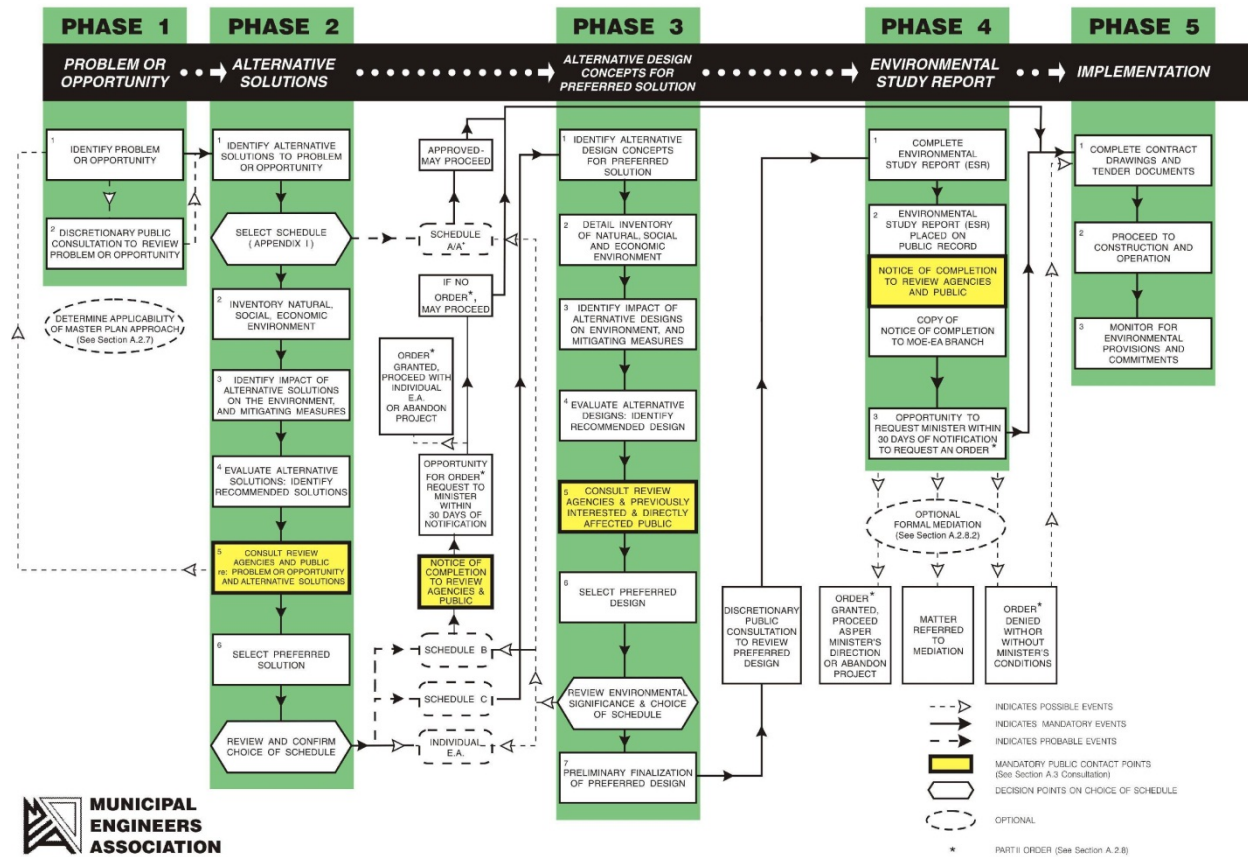 PHASE 1
PROBLEM OR
OPPORTUNITY
1
IDENTIFY PROBLEM
OR OPPORTUNITY
2
DISCRETIONARY PUBLIC
CONSULTATION TO REVIEW
PROBLEM OR OPPORTUNITY
DETERMINE APPLICABILITY
OF MASTER PLAN APPROACH
(See Section A.2.7)
PHASE 2
ALTERNATIVE
SOLUTIONS
1
IDENTIFY ALTERNATIVE
SOLUTIONS TO PROBLEM
OR OPPORTUNITY
SELECT SCHEDULE
(APPENDIX I)
2
INVENTORY NATURAL,
SOCIAL, ECONOMIC
ENVIRONMENT
3
IDENTIFY IMPACT OF
ALTERNATIVE SOLUTIONS
ON THE ENVIRONMENT,
AND MITIGATING MEASURES
4
EVALUATE ALTERNATIVE
SOLUTIONS: IDENTIFY
RECOMMENDED SOLUTIONS
5
CONSULT REVIEW
AGENCIES AND PUBLIC
re: PROBLEM OR OPPORTUNITY
AND ALTERNATIVE SOLUTIONS
6
SELECT PREFERRED
SOLUTION
REVIEW AND CONFIRM
CHOICE OF SCHEDULE
APPROVED-
MAY PROCEED
SCHEDULE
A/A+
IF NO
ORDER*,
MAY PROCEED
ORDER*
GRANTED,
PROCEED WITH
INDIVIDUAL E.A.
OR ABANDON
PROJECT
OPPORTUNITY
FOR ORDER*
REQUEST TO
MINISTER
WITHIN
30 DAYS OF
NOTIFICATION
NOTICE OF
COMPLETION
TO REVIEW
AGENCIES &
PUBLIC
SCHEDULE B
SCHEDULE C
INDIVIDUAL
E.A.
PHASE 3
ALTERNATIVE DESIGN
CONCEPTS FOR
PREFERRED SOLUTION
1
IDENTIFY ALTERNATIVE
DESIGN CONCEPTS
FOR PREFERRED
SOLUTION
2
DETAIL INVENTORY
OF NATURAL, SOCIAL
AND ECONOMIC
ENVIRONMENT
3
IDENTIFY IMPACT OF
ALTERNATIVE DESIGNS
ON ENVIRONMENT, AND
MITIGATING MEASURES
4
EVALUATE ALTERNATIVE
DESIGNS: IDENTIFY
RECOMMENDED DESIGN
5
CONSULT REVIEW
AGENCIES & PREVIOUSLY
INTERESTED & DIRECTLY
AFFECTED PUBLIC
6
SELECT PREFERRED
DESIGN
REVIEW ENVIRONMENTAL
SIGNIFICANCE & CHOICE
OF SCHEDULE
7
PRELIMINARY FINALIZATION
OF PREFERRED DESIGN
DISCRETIONARY
PUBLIC
CONSULTATION
TO REVIEW
PREFERRED
DESIGN
PHASE 4
ENVIRONMENTAL
STUDY REPORT
1
COMPLETE
ENVIRONMENTAL
STUDY REPORT (ESR)
2
ENVIRONMENTAL
STUDY REPORT (ESR)
PLACED ON
PUBLIC RECORD
NOTICE OF COMPLETION
TO REVIEW AGENCIES
AND PUBLIC
COPY OF
NOTICE OF COMPLETION
TO MOE-EA BRANCH
3
OPPORTUNITY TO
REQUEST MINISTER WITHIN
30 DAYS OF NOTIFICATION
TO REQUEST AN ORDER*
OPTIONAL
FORMAL MEDIATION
(See Section A.2.8.2)
ORDER*
GRANTED,
PROCEED
AS PER
MINISTER'S
DIRECTION
OR ABANDON
PROJECT
MATTER
REFERRED
TO
MEDIATION
ORDER*
DENIED
WITH OR
WITHOUT
MINISTER'S
CONDITIONS
PHASE 5
IMPLEMENTATION
1
COMPLETE CONTRACT
DRAWINGS AND
TENDER DOCUMENTS
2
PROCEED TO
CONSTRUCTION AND
OPERATION
3
MONITOR FOR
ENVIRONMENTAL
PROVISIONS AND
COMMITMENTS
INDICATES POSSIBLE EVENTS
INDICATES MANDATORY EVENTS
INDICATES PROBABLE EVENTS
MANDATORY PUBLIC CONTACT POINTS
(See Section A.3 Consultation)
DECISION POINTS ON CHOICE OF SCHEDULE
OPTIONAL
* PART II ORDER (See Section A.2.8)
MUNICIPAL
ENGINEERS
ASSOCIATION